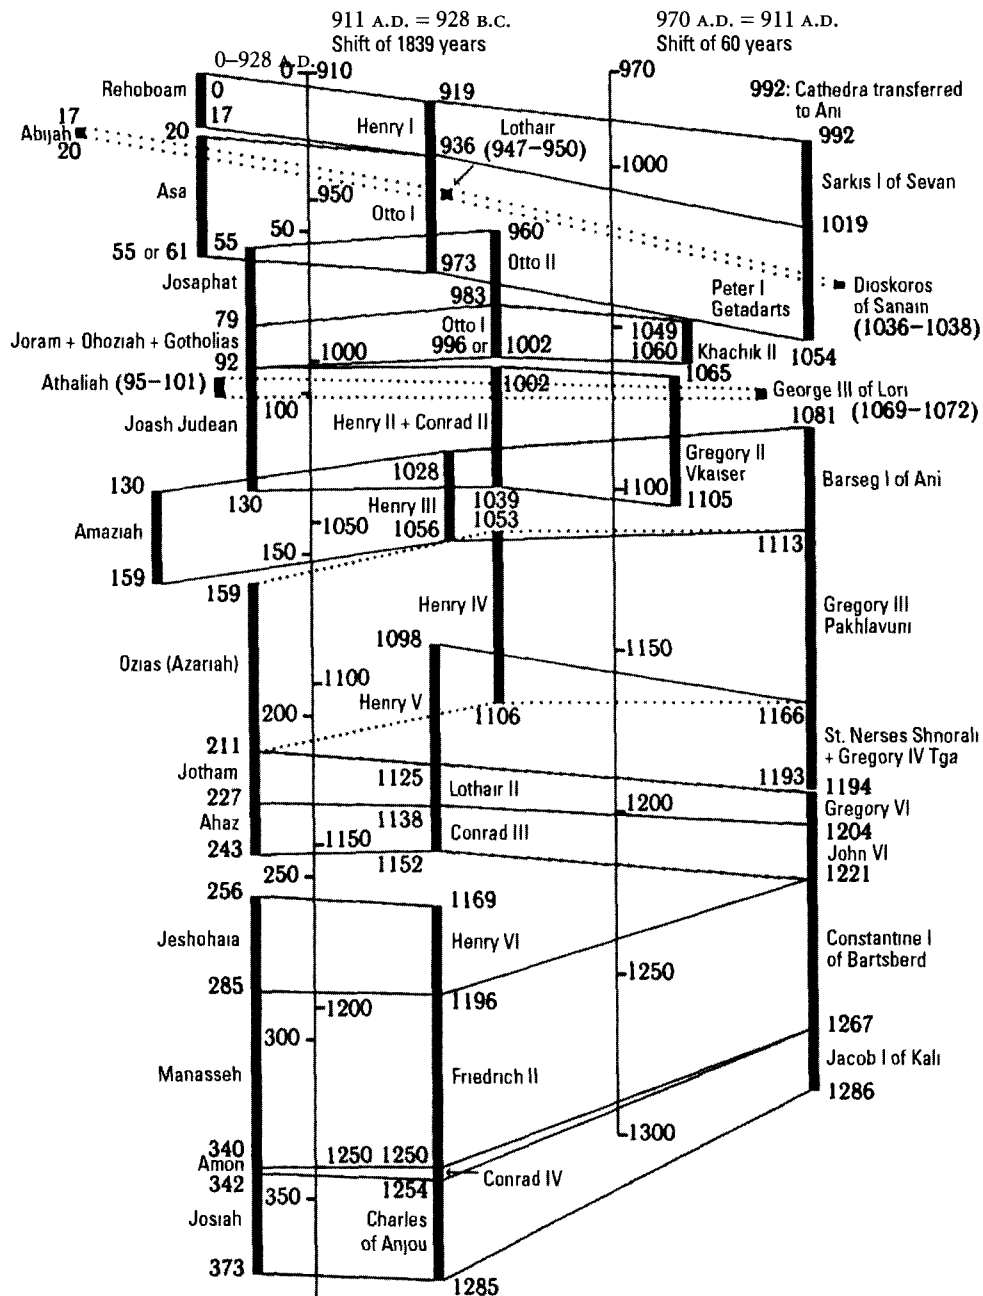 911 A.D. = 928 B.C.
Shift of 1839 years
970 A.D. = 911 A.D.
Shift of 60 years
0–928 A.D.
0
910
970
992: Cathedra transferred
to Ani
Rehoboam
0
17
919
Henry I
936
Lothair
(947–950)
992
1000
Sarkis I of Sevan
1019
17
Abijah
20
20
Asa
950
Otto I
50
55 or 61
55
960
Otto II
973
Josaphat
983
Peter I
Getadarts
Dioskoros
of Sanain
(1036–1038)
79
Joram + Ohoziah + Gotholias
92
1000
Otto I
996 or
1002
1049
1060
Khachik II
1065
1054
Athaliah (95–101)
1002
George III of Lori
(1069–1072)
100
Joash Judean
Henry II + Conrad II
1081
1028
Gregory II
Vkaiser
1100
1105
Barseg I of Ani
130
130
Amaziah
159
Henry III
1056
1039
1053
1050
150
1113
159
Henry IV
Gregory III
Pakhlavuni
Ozias (Azariah)
1098
1150
1100
Henry V
200
1106
1166
211
Jotham
227
Ahaz
243
1125
Lothair II
1138
Conrad III
1152
St. Nerses Shnorali
+ Gregory IV Tga
1193
1194
Gregory VI
1200
1204
John VI
1221
1150
250
256
1169
Jeshohaia
Henry VI
Constantine I
of Bartsberd
285
1196
1250
1200
300
1267
Jacob I of Kali
1286
Manasseh
Friedrich II
1300
340
Amon
342
1250
1250
1254
Conrad IV
350
Josiah
Charles
of Anjou
373
1285